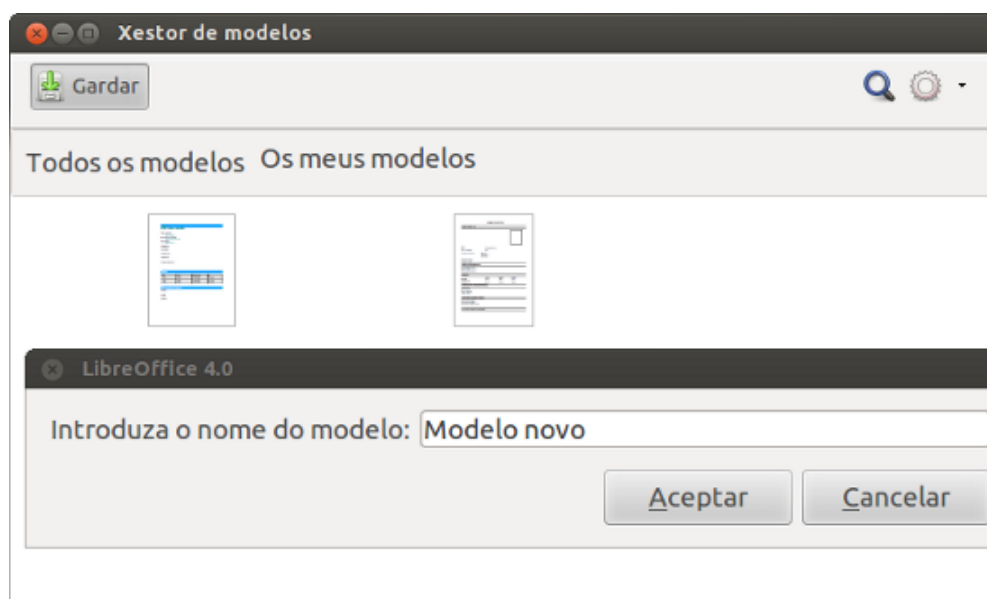 Xestor de modelos
Gardar
Todos os modelos Os meus modelos
LibreOffice 4.0
Introduza o nome do modelo: Modelo novo
Aceptar Cancelar